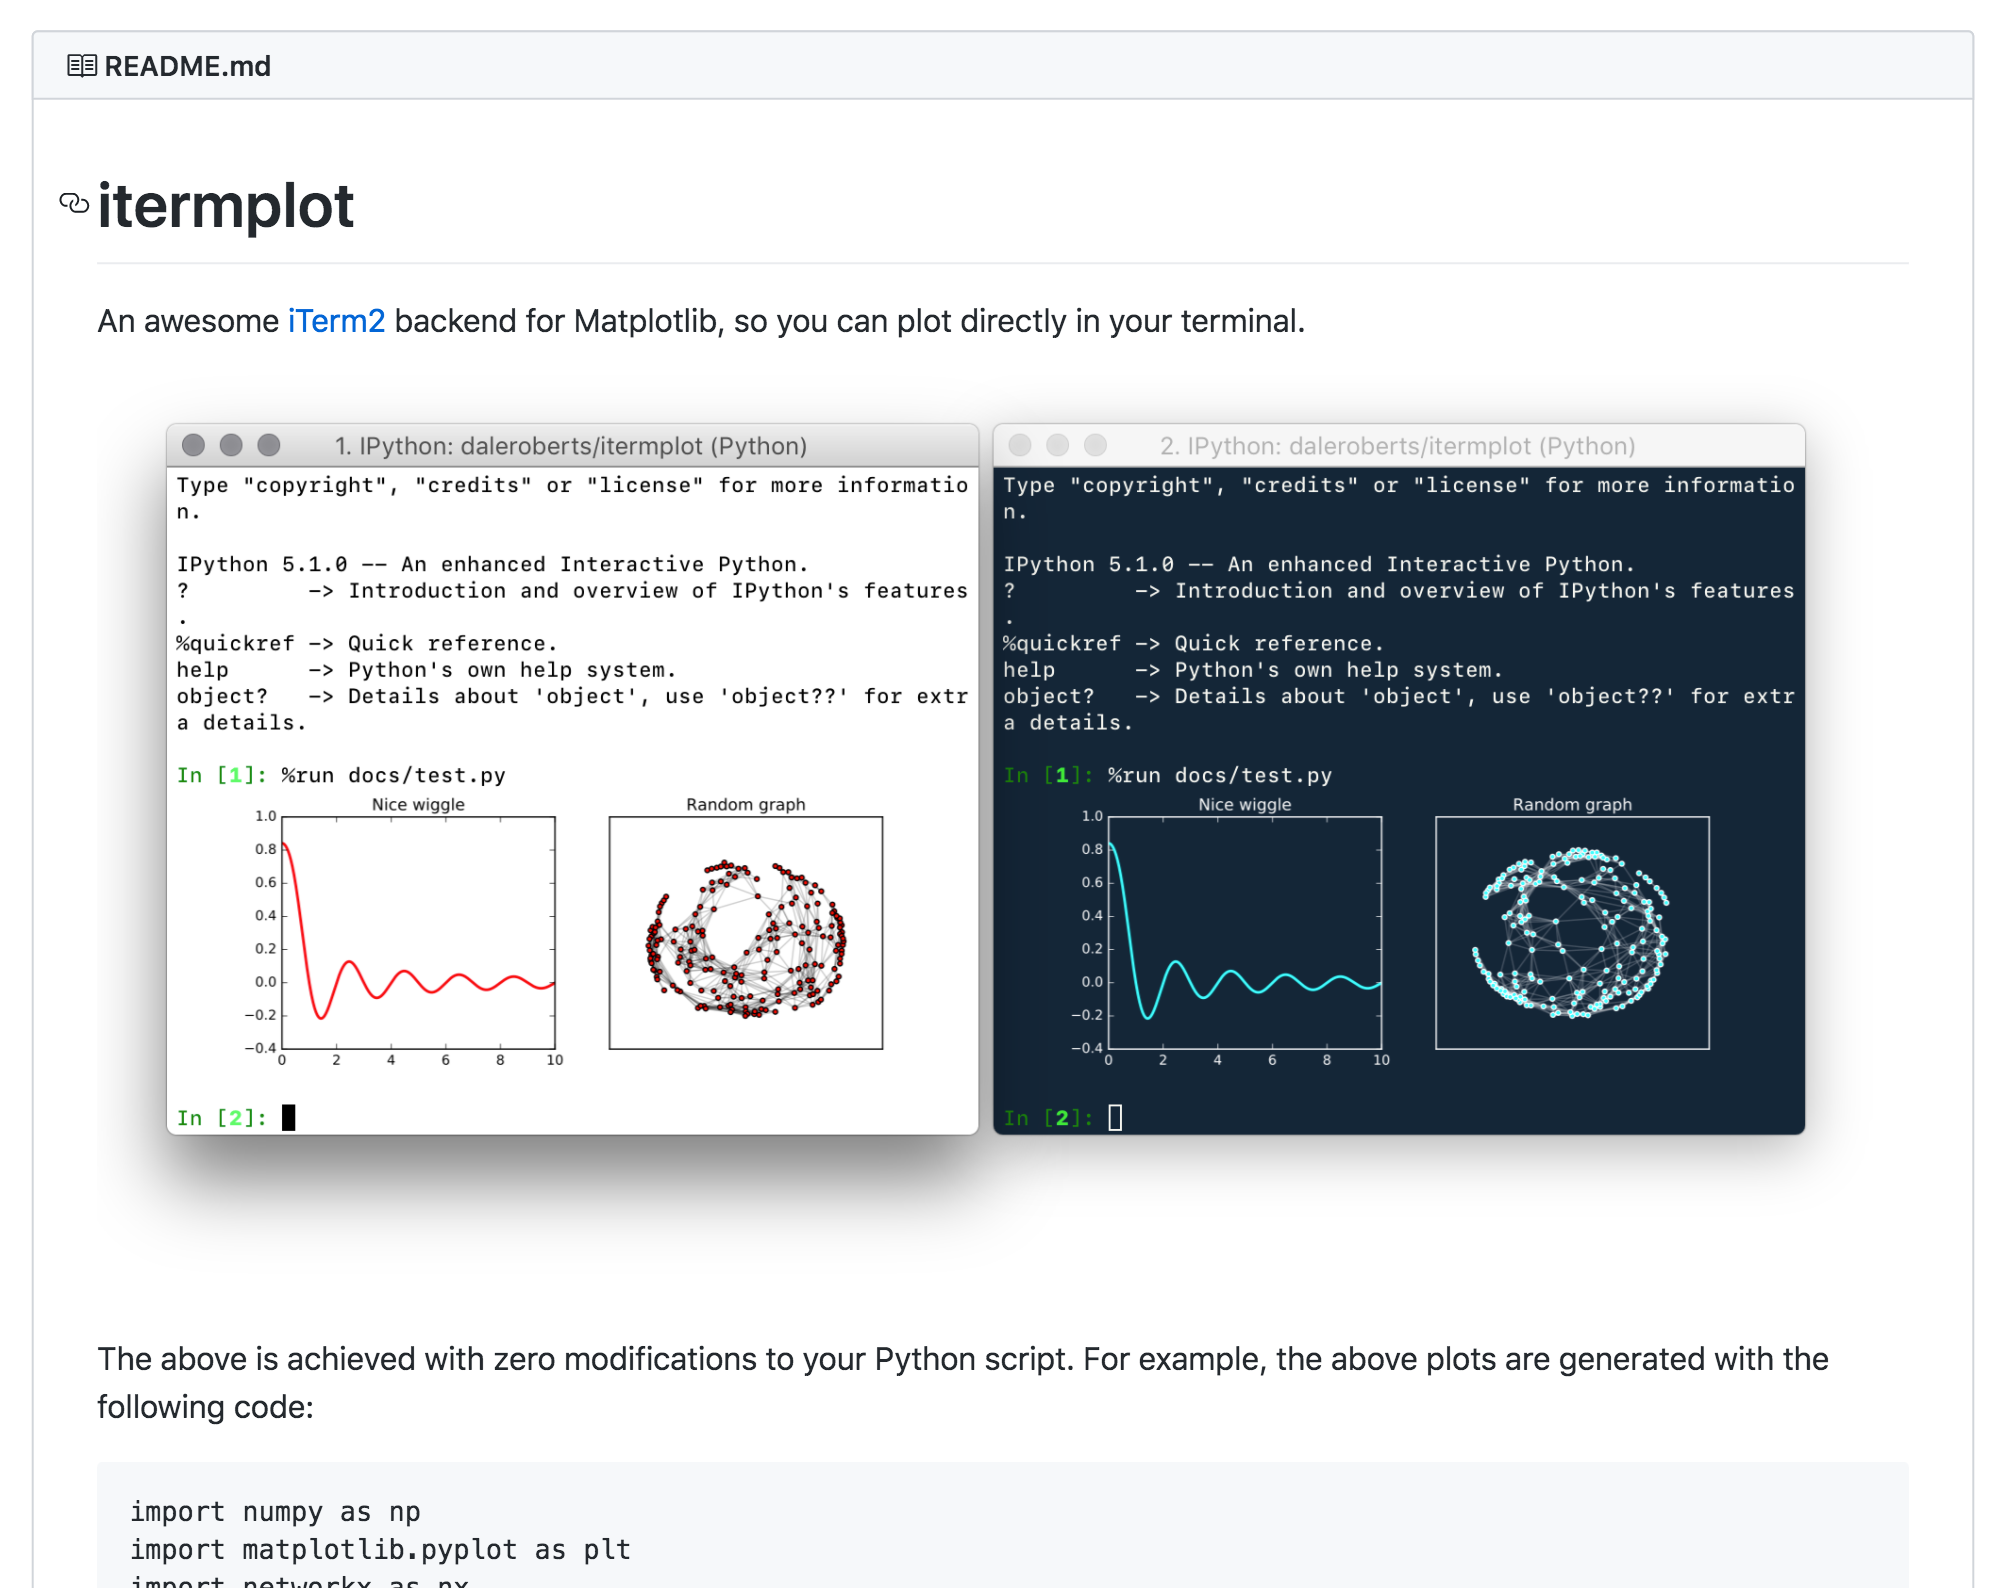 README.md
itermplot
An awesome iTerm2 backend for Matplotlib, so you can plot directly in your terminal.
1. IPython: daleroberts/itermplot (Python)
Type "copyright", "credits" or "license" for more informatio
n.
IPython 5.1.0 -- An enhanced Interactive Python.
? -> Introduction and overview of IPython's features
.
%quickref -> Quick reference.
help -> Python's own help system.
object? -> Details about 'object', use 'object??' for extr
a details.
In [1]: %run docs/test.py
Nice wiggle
1.0
0.8
0.6
0.4
0.2
0.0
−0.2
−0.4
0 2 4 6 8 10
Random graph
In [2]:
2. IPython: daleroberts/itermplot (Python)
Type "copyright", "credits" or "license" for more informatio
n.
IPython 5.1.0 -- An enhanced Interactive Python.
? -> Introduction and overview of IPython's features
.
%quickref -> Quick reference.
help -> Python's own help system.
object? -> Details about 'object', use 'object??' for extr
a details.
In [1]: %run docs/test.py
Nice wiggle
1.0
0.8
0.6
0.4
0.2
0.0
−0.2
−0.4
0 2 4 6 8 10
Random graph
In [2]:
The above is achieved with zero modifications to your Python script. For example, the above plots are generated with the
following code:
import numpy as np
import matplotlib.pyplot as plt
import networkx as nx